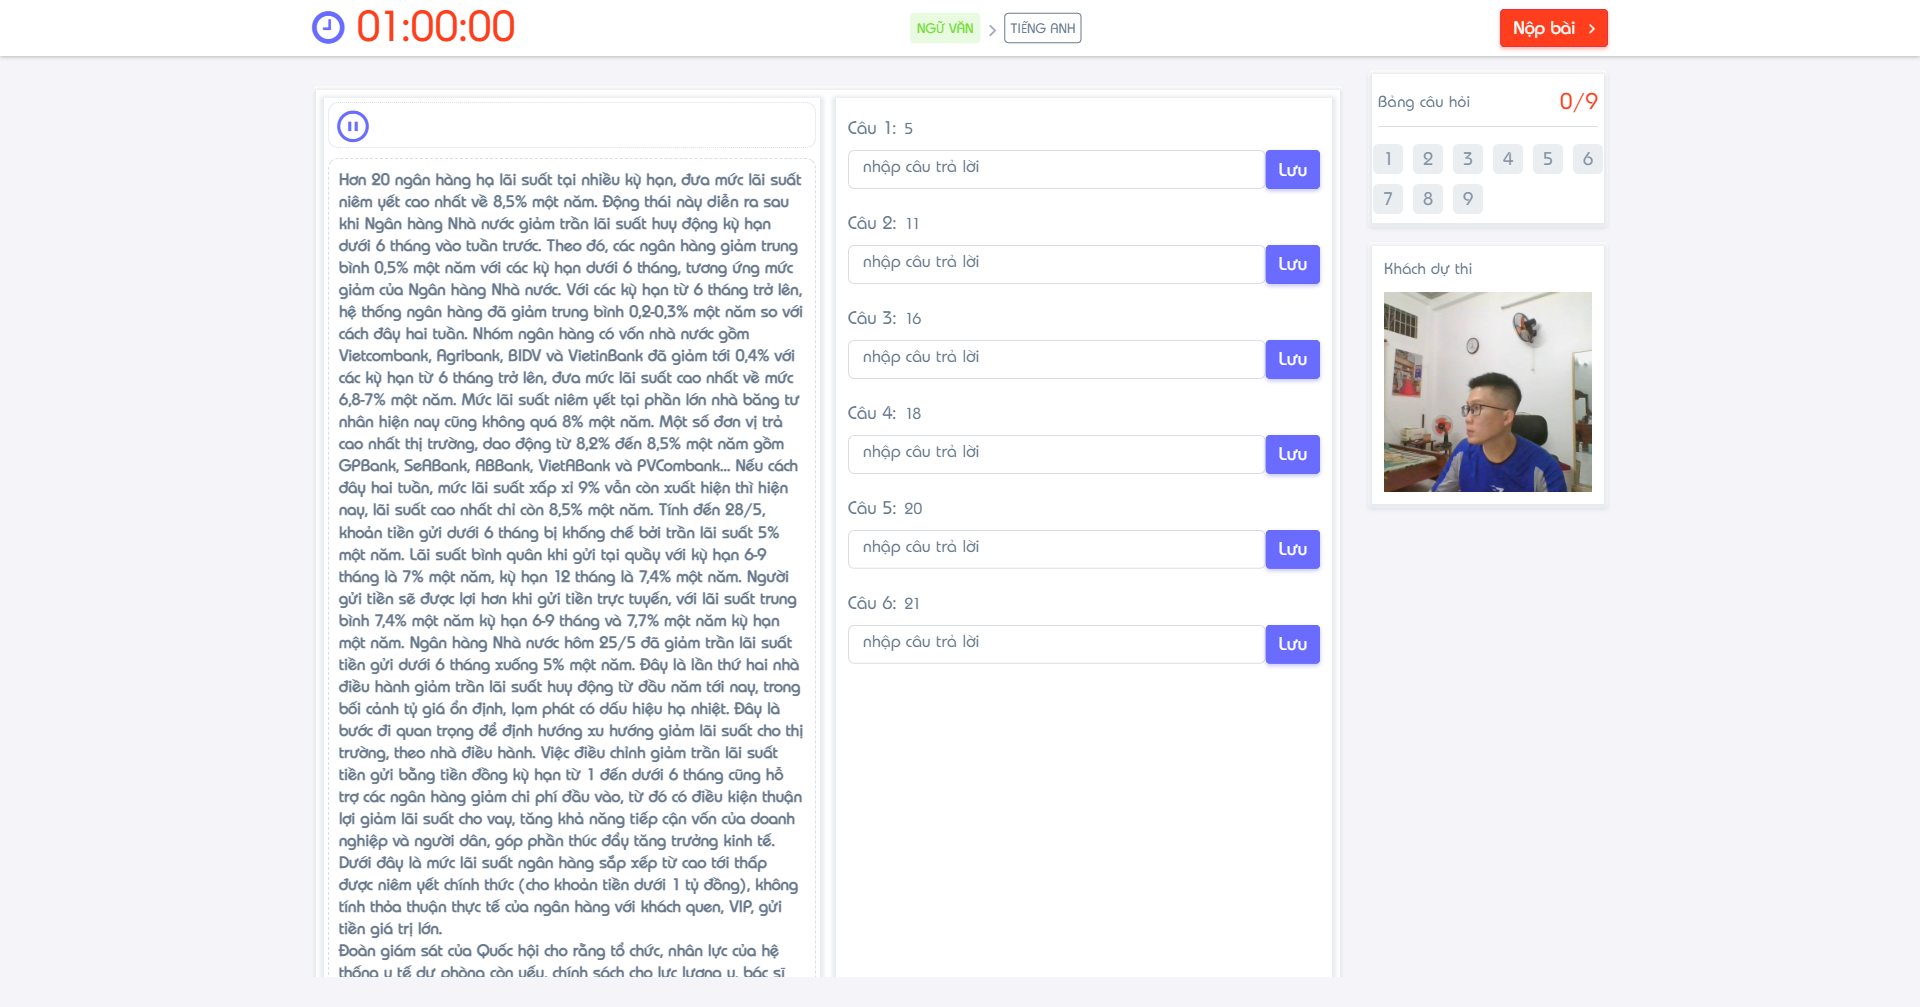 01:00:00
NGỮ VĂN
TIẾNG ANH
Nộp bài
Hơn 20 ngân hàng hạ lãi suất tại nhiều kỳ hạn, đưa mức lãi suất
niêm yết cao nhất về 8,5% một năm. Động thái này diễn ra sau
khi Ngân hàng Nhà nước giảm trần lãi suất huy động kỳ hạn
dưới 6 tháng vào tuần trước. Theo đó, các ngân hàng giảm trung
bình 0,5% một năm với các kỳ hạn dưới 6 tháng, tương ứng mức
giảm của Ngân hàng Nhà nước. Với các kỳ hạn từ 6 tháng trở lên,
hệ thống ngân hàng đã giảm trung bình 0,2-0,3% một năm so với
cách đây hai tuần. Nhóm ngân hàng có vốn nhà nước gồm
Vietcombank, Agribank, BIDV và VietinBank đã giảm tới 0,4% với
các kỳ hạn từ 6 tháng trở lên, đưa mức lãi suất cao nhất về mức
6,8-7% một năm. Mức lãi suất niêm yết tại phần lớn nhà băng tư
nhân hiện nay cũng không quá 8% một năm. Một số đơn vị trả
cao nhất thị trường, dao động từ 8,2% đến 8,5% một năm gồm
GPBank, SeABank, ABBank, VietABank và PVCombank... Nếu cách
đây hai tuần, mức lãi suất xấp xỉ 9% vẫn còn xuất hiện thì hiện
nay, lãi suất cao nhất chỉ còn 8,5% một năm. Tính đến 28/5,
khoản tiền gửi dưới 6 tháng bị khống chế bởi trần lãi suất 5%
một năm. Lãi suất bình quân khi gửi tại quầy với kỳ hạn 6-9
tháng là 7% một năm, kỳ hạn 12 tháng là 7,4% một năm. Người
gửi tiền sẽ được lợi hơn khi gửi tiền trực tuyến, với lãi suất trung
bình 7,4% một năm kỳ hạn 6-9 tháng và 7,7% một năm kỳ hạn
một năm. Ngân hàng Nhà nước hôm 25/5 đã giảm trần lãi suất
tiền gửi dưới 6 tháng xuống 5% một năm. Đây là lần thứ hai nhà
điều hành giảm trần lãi suất huy động từ đầu năm tới nay, trong
bối cảnh tỷ giá ổn định, lạm phát có dấu hiệu hạ nhiệt. Đây là
bước đi quan trọng để định hướng xu hướng giảm lãi suất cho thị
trường, theo nhà điều hành. Việc điều chỉnh giảm trần lãi suất
tiền gửi bằng tiền đồng kỳ hạn từ 1 đến dưới 6 tháng cũng hỗ
trợ các ngân hàng giảm chi phí đầu vào, từ đó có điều kiện thuận
lợi giảm lãi suất cho vay, tăng khả năng tiếp cận vốn của doanh
nghiệp và người dân, góp phần thúc đẩy tăng trưởng kinh tế.
Dưới đây là mức lãi suất ngân hàng sắp xếp từ cao tới thấp
được niêm yết chính thức (cho khoản tiền dưới 1 tỷ đồng), không
tính thỏa thuận thực tế của ngân hàng với khách quen, VIP, gửi
tiền giá trị lớn.
Đoàn giám sát của Quốc hội cho rằng tổ chức, nhân lực của hệ
thống y tế dự phòng còn yếu, chính sách cho lực lượng y, bác sĩ
Câu 1: 5
nhập câu trả lời
Lưu
Câu 2: 11
nhập câu trả lời
Lưu
Câu 3: 16
nhập câu trả lời
Lưu
Câu 4: 18
nhập câu trả lời
Lưu
Câu 5: 20
nhập câu trả lời
Lưu
Câu 6: 21
nhập câu trả lời
Lưu
Bảng câu hỏi 0/9
1 2 3 4 5 6
7 8 9
Khách dự thi